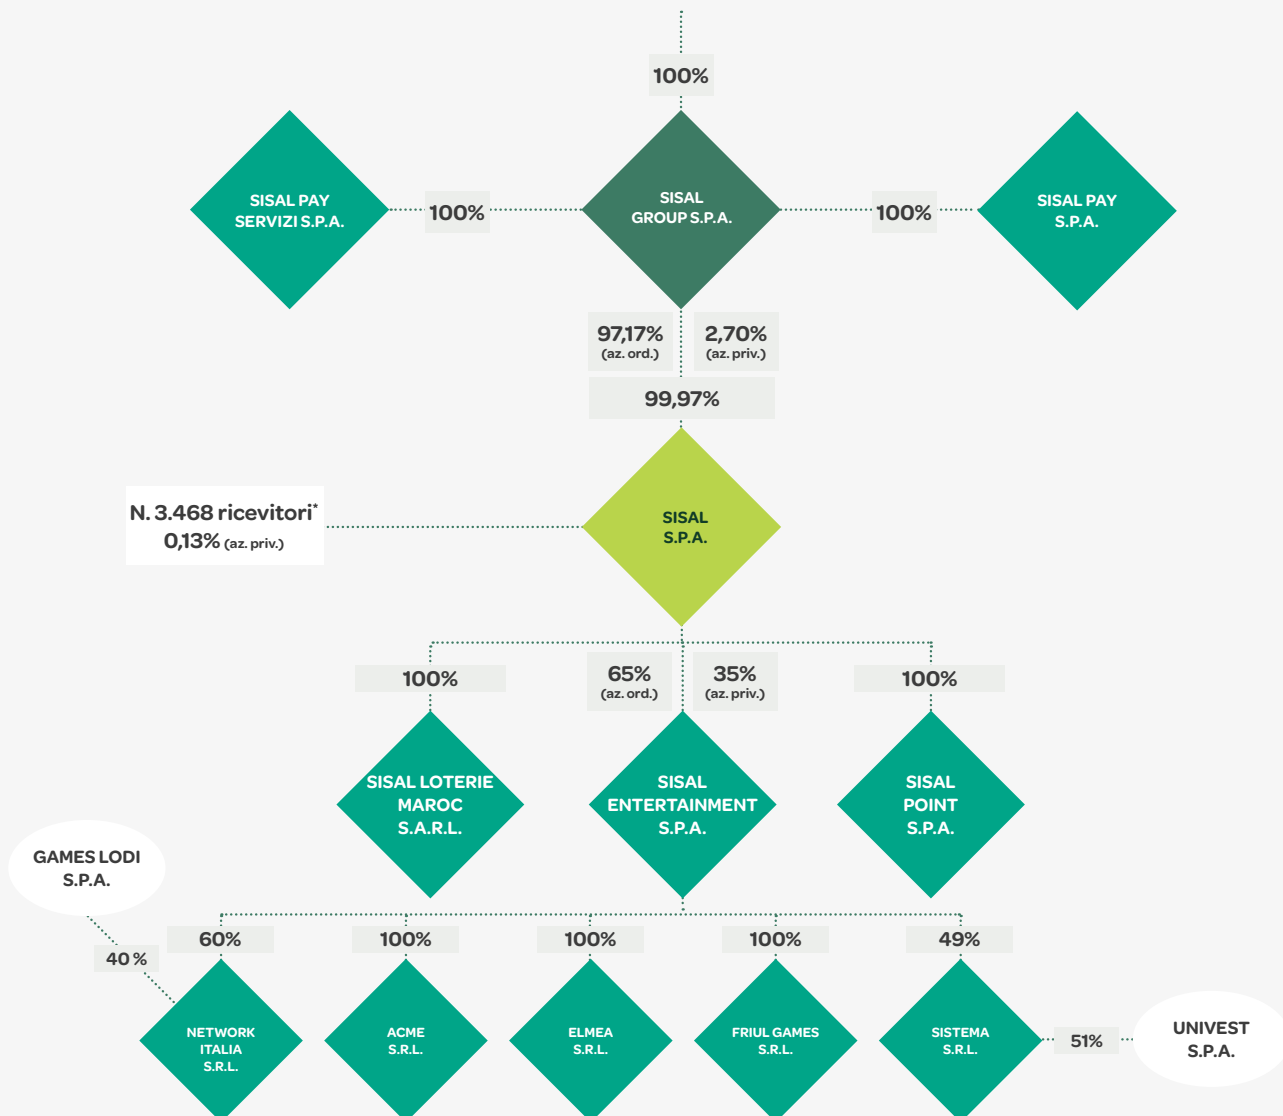 100%
SISAL PAY
SERVIZI S.P.A.
100%
SISAL
GROUP S.P.A.
100%
SISAL PAY
S.P.A.
97,17%
(az. ord.)
2,70%
(az. priv.)
99,97%
N. 3.468 ricevitori*
0,13% (az. priv.)
SISAL
S.P.A.
100%
65%
(az. ord.)
35%
(az. priv.)
100%
SISAL LOTERIE
MAROC
S.A.R.L.
SISAL
ENTERTAINMENT
S.P.A.
SISAL
POINT
S.P.A.
GAMES LODI
S.P.A.
40 %
60%
100%
100%
100%
49%
NETWORK
ITALIA
S.R.L.
ACME
S.R.L.
ELMEA
S.R.L.
FRIUL GAMES
S.R.L.
SISTEMA
S.R.L.
51%
UNIVEST
S.P.A.